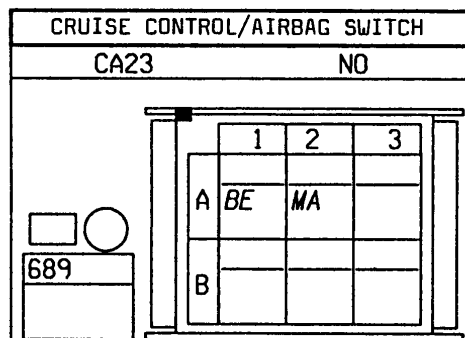 CRUISE CONTROL/AIRBAG SWITCH
CA23 NO
1 2 3
A BE MA
689
B